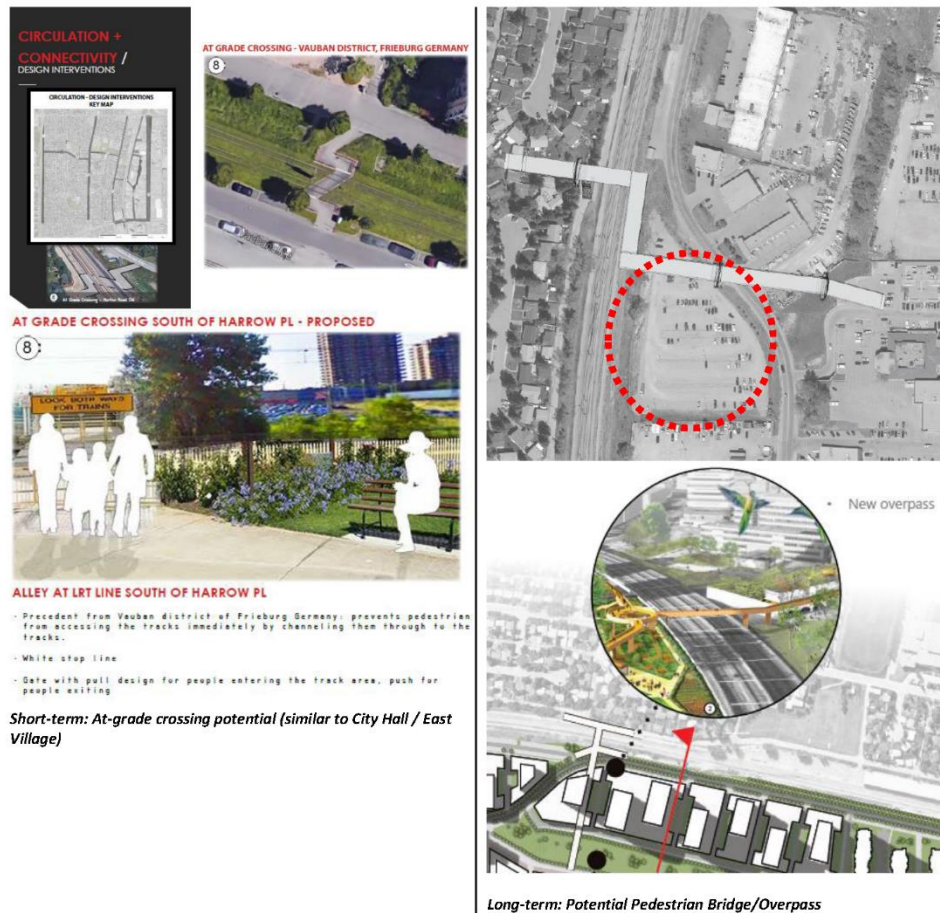 CIRCULATION +
CONNECTIVITY /
DESIGN INTERVENTIONS
CIRCULATION - DESIGN INTERVENTIONS
KEY MAP
AT GRADE CROSSING - VAUBAN DISTRICT, FRIEBURG GERMANY
8
AT GRADE CROSSING SOUTH OF HARROW PL - PROPOSED
8
LOOK BOTH WAYS
FOR TRAINS
ALLEY AT LRT LINE SOUTH OF HARROW PL
- Precedent from Vauban district of Frieburg Germany: prevents pedestrian
from accessing the tracks immediately by channeling them through to the
tracks.
- White stop line
- Gate with pull design for people entering the track area, push for
people exiting
Short-term: At-grade crossing potential (similar to City Hall / East
Village)
• New overpass
2
Long-term: Potential Pedestrian Bridge/Overpass